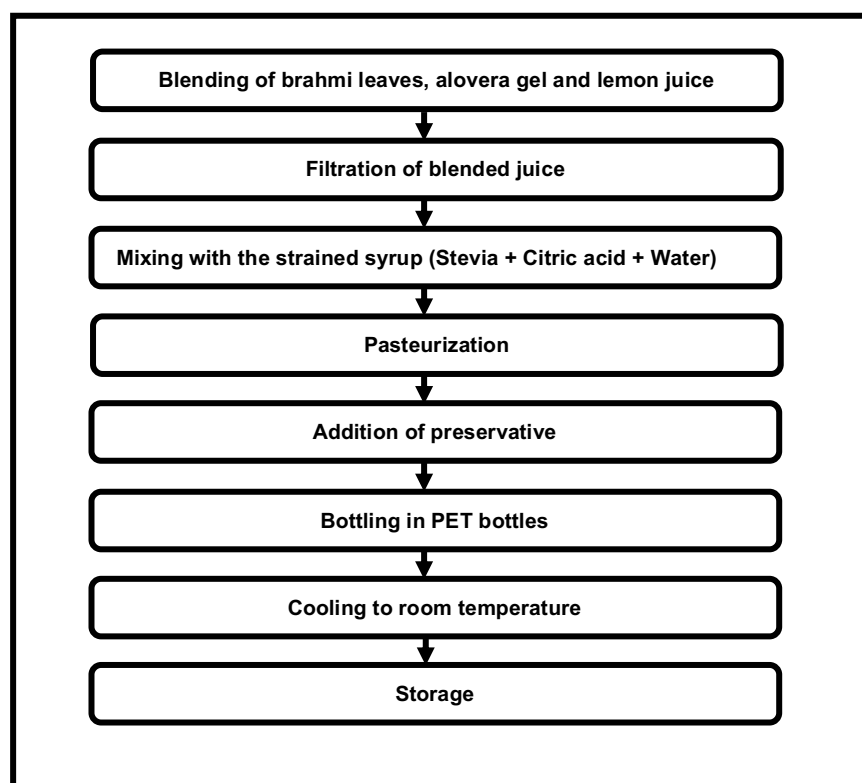 Blending of brahmi leaves, alovera gel and lemon juice
Filtration of blended juice
Mixing with the strained syrup (Stevia + Citric acid + Water)
Pasteurization
Addition of preservative
Bottling in PET bottles
Cooling to room temperature
Storage